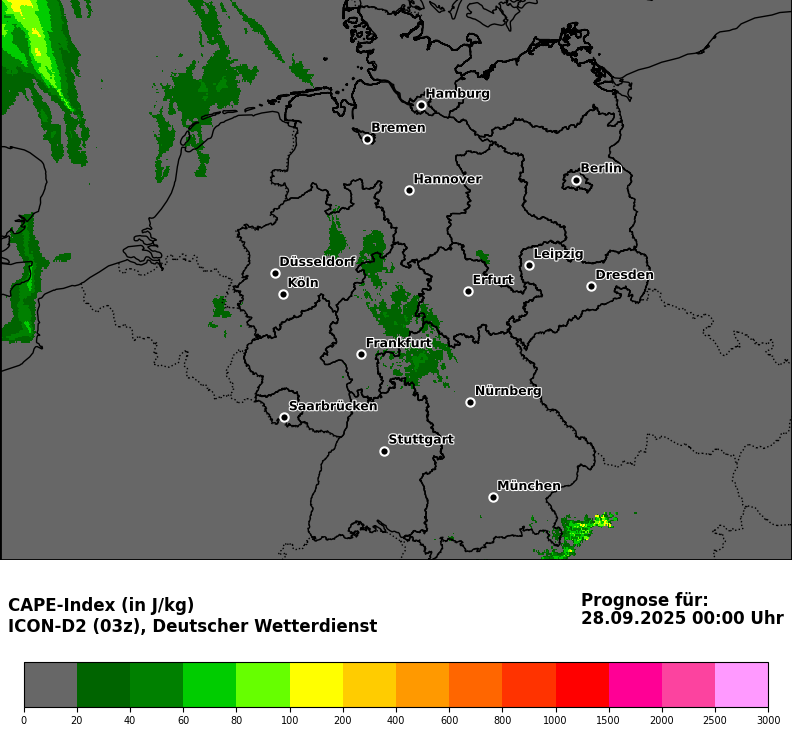 Hamburg
Bremen
Berlin
Hannover
Leipzig
Düsseldorf
Dresden
Erfurt
Köln
Frankfurt
Nürnberg
Saarbrücken
Stuttgart
München
CAPE-Index (in J/kg)
ICON-D2 (03z), Deutscher Wetterdienst
Prognose für:
28.09.2025 00:00 Uhr
0 20 40 60 80 100 200 400 600 800 1000 1500 2000 2500 3000